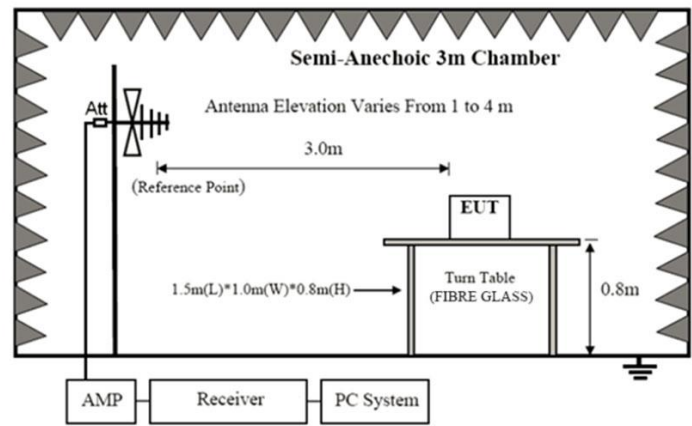 Semi-Anechoic 3m Chamber
Att
Antenna Elevation Varies From 1 to 4 m
3.0m
(Reference Point)
EUT
1.5m(L)*1.0m(W)*0.8m(H)
Turn Table
(FIBRE GLASS)
0.8m
AMP
Receiver
PC System